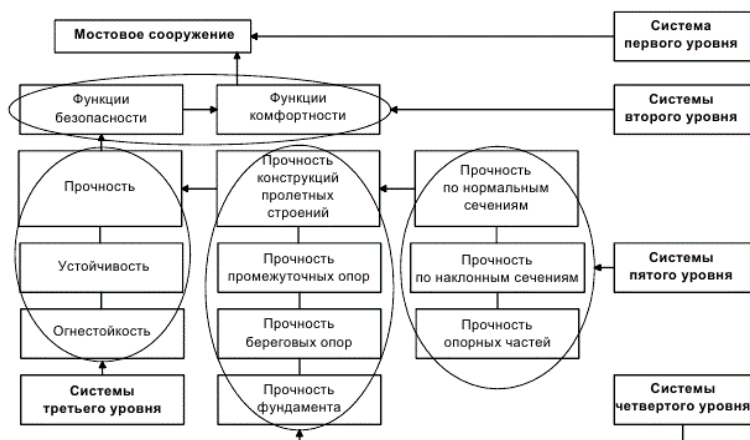 Мостовое сооружение
Система
первого уровня
Функции
безопасности
Функции
комфортности
Системы
второго уровня
Прочность
Прочность
конструкций
пролетных
строений
Прочность
по нормальным
сечениям
Устойчивость
Прочность
промежуточных опор
Прочность
по наклонным сечениям
Системы
пятого уровня
Огнестойкость
Прочность
береговых опор
Прочность
опорных частей
Системы
третьего уровня
Прочность
фундамента
Системы
четвертого уровня